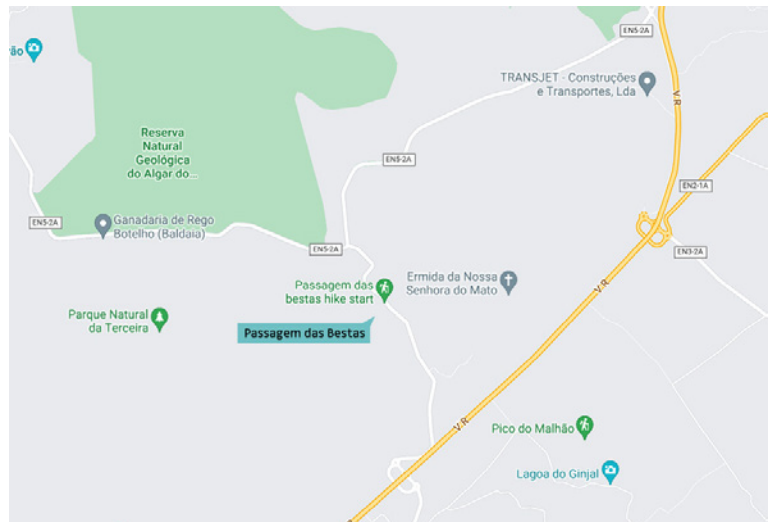 EN5-2A
rão
TRANSJET - Construções
e Transportes, Lda
V.R
Reserva
Natural
Geológica
do Algar do...
EN5-2A
EN2-1A
EN5-2A
Ganadaria de Rego
Botelho (Baldaia)
EN5-2A
EN3-2A
Passagem das
bestas hike start
Ermida da Nossa
Senhora do Mato
V.R
Parque Natural
da Terceira
Passagem das Bestas
V.R
Pico do Malhão
Lagoa do Ginjal